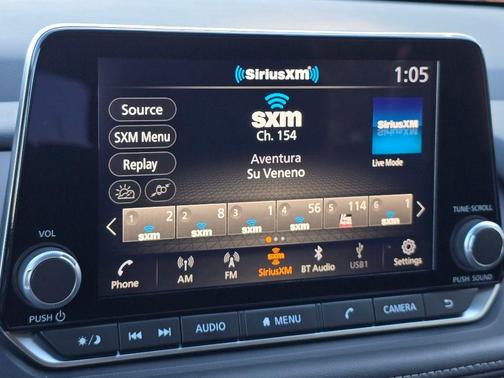 SiriusXM
1:05
Source
SXM Menu
Replay
sxm
Ch. 154
Aventura
Su Veneno
SiriusXM
Live Mode
1 2 2 8 3 1 4 56 5 114 6 1
sxm sxm sxm sxm sxm
Phone AM FM SiriusXM BT Audio USB1 Settings
VOL
TUNE·SCROLL
PUSH
PUSH SOUND
AUDIO MENU CAMERA